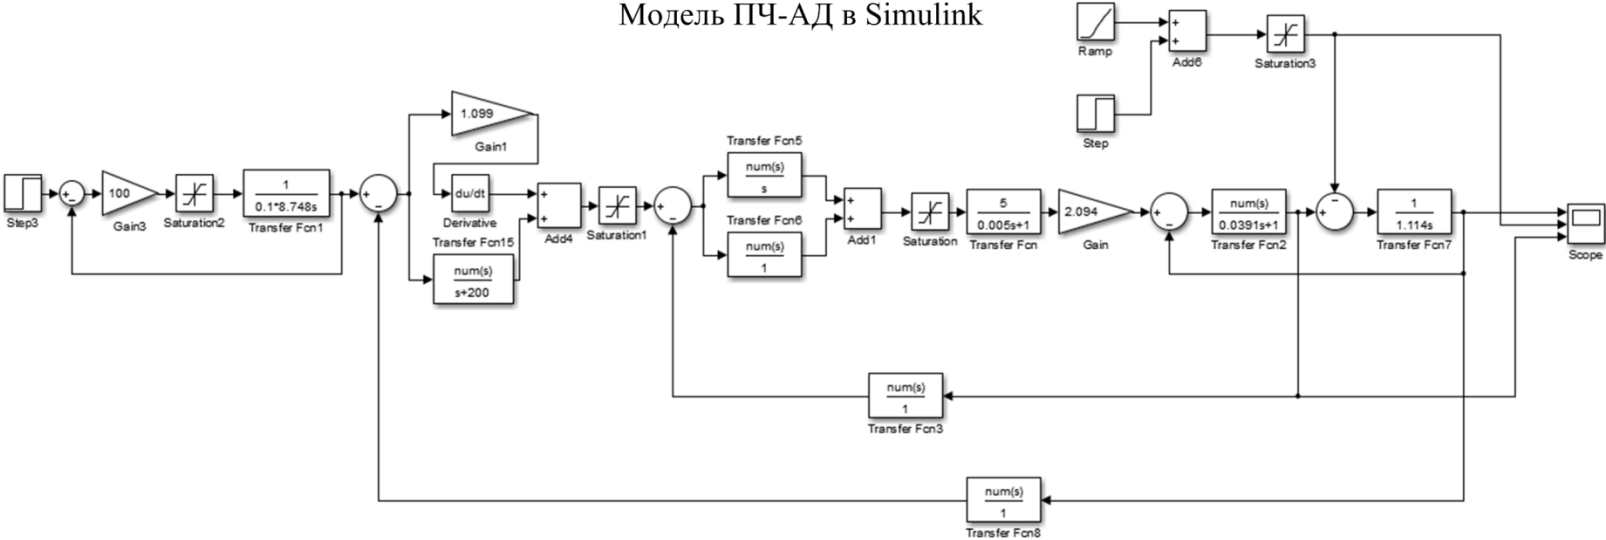 Модель ПЧ-АД в Simulink
Ramp
+
+
Add6
Saturation3
Step
Step3
+
−
100
Gain3
Saturation2
1
0.1*8.748s
Transfer Fcn1
+
−
1.099
Gain1
du/dt
Derivative
Transfer Fcn15
num(s)
s+200
+
+
Add4
Saturation1
+
−
Transfer Fcn5
num(s)
s
Transfer Fcn6
num(s)
1
+
+
Add1
Saturation
5
0.005s+1
Transfer Fcn
2.094
Gain
+
−
num(s)
0.0391s+1
Transfer Fcn2
−
+
1
1.114s
Transfer Fcn7
Scope
num(s)
1
Transfer Fcn3
num(s)
1
Transfer Fcn8